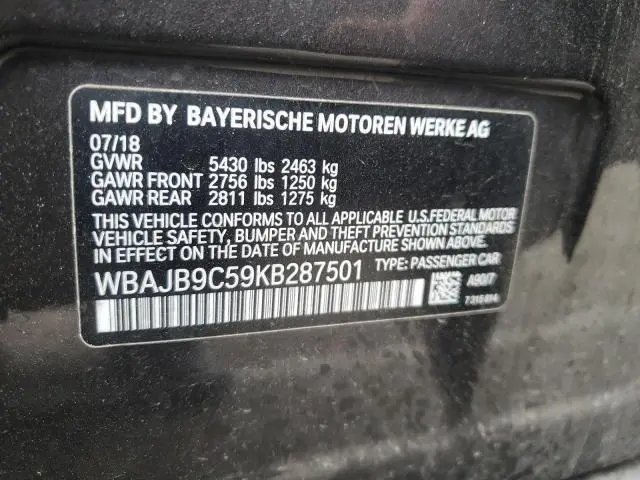 MFD BY BAYERISCHE MOTOREN WERKE AG
07/18
GVWR 5430 lbs 2463 kg
GAWR FRONT 2756 lbs 1250 kg
GAWR REAR 2811 lbs 1275 kg
THIS VEHICLE CONFORMS TO ALL APPLICABLE U.S.FEDERAL MOTOR
VEHICLE SAFETY, BUMPER AND THEFT PREVENTION STANDARDS
IN EFFECT ON THE DATE OF MANUFACTURE SHOWN ABOVE.
WBAJB9C59KB287501 TYPE: PASSENGER CAR
A90/7